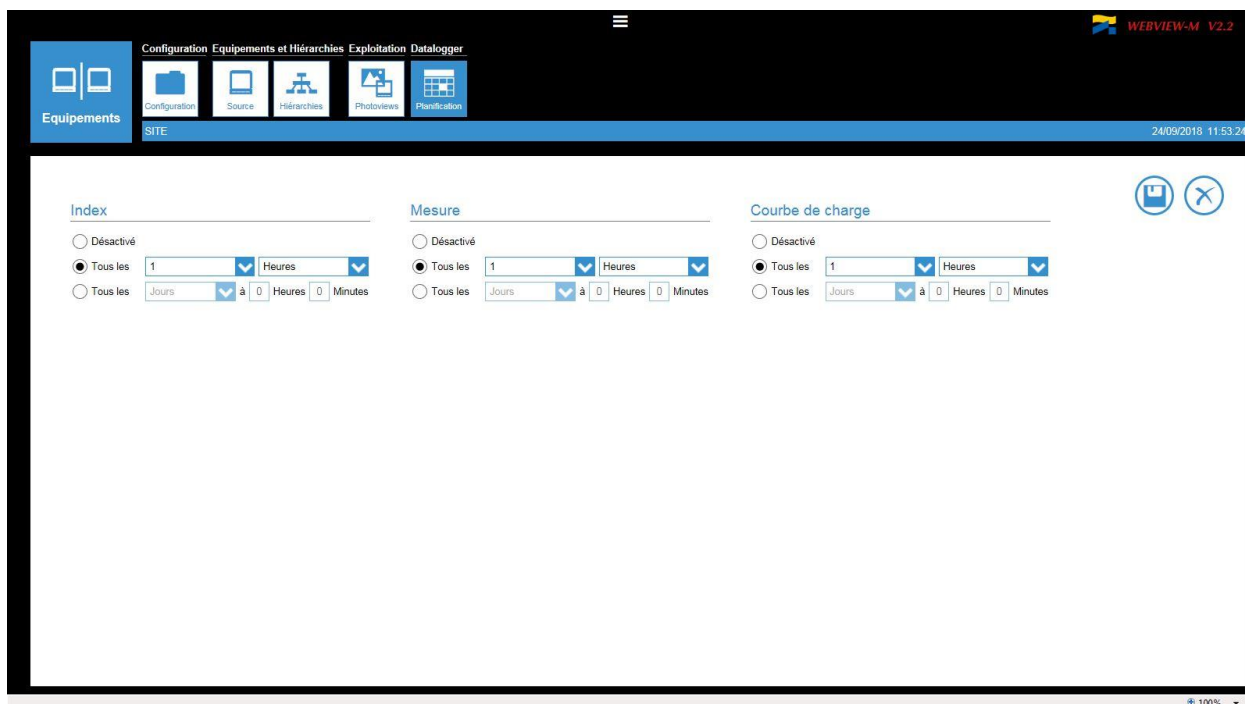 WEBVIEW-M V2.2
Configuration Equipements et Hiérarchies Exploitation Datalogger
Configuration Source Hiérarchies Photoviews Planification
Equipements
SITE 24/09/2018 11:53:24
Index Mesure Courbe de charge
Désactivé Désactivé Désactivé
Tous les 1 Heures Tous les 1 Heures Tous les 1 Heures
Tous les Jours à 0 Heures 0 Minutes Tous les Jours à 0 Heures 0 Minutes Tous les Jours à 0 Heures 0 Minutes
100%